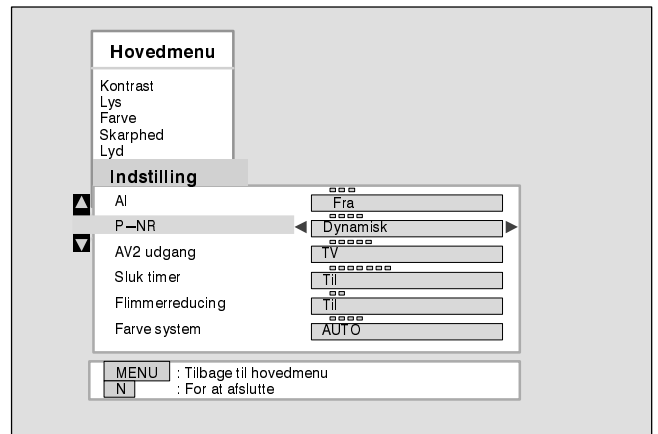 Hovedmenu
Kontrast
Lys
Farve
Skarphed
Lyd
Indstilling
AI Fra
P–NR Dynamisk
AV2 udgang TV
Sluk timer Til
Flimmerreducing Til
Farve system AUTO
MENU : Tilbage til hovedmenu
N : For at afslutte